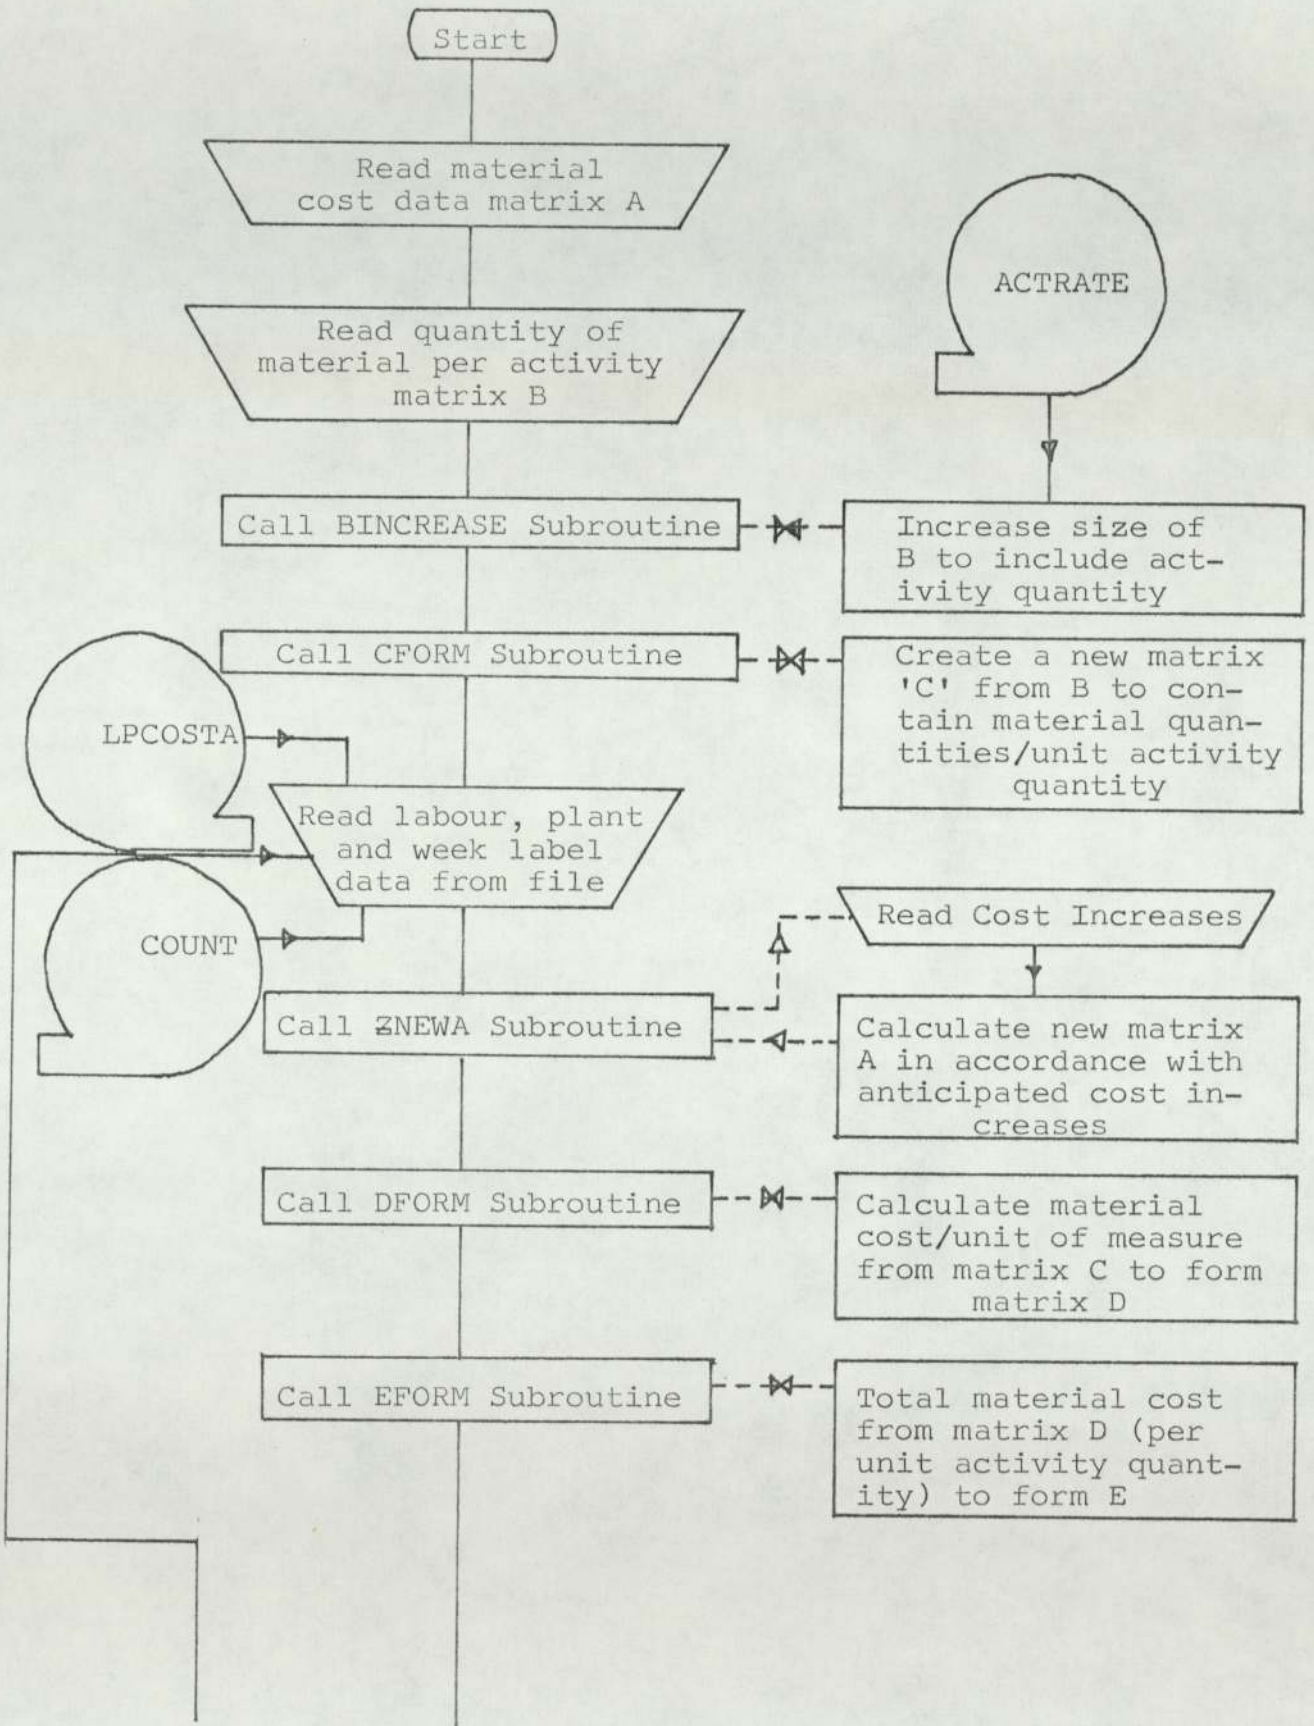 Start
Read material
cost data matrix A
ACTRATE
Read quantity of
material per activity
matrix B
Call BINCREASE Subroutine
Increase size of
B to include act-
ivity quantity
Call CFORM Subroutine
Create a new matrix
'C' from B to con-
tain material quan-
tities/unit activity
quantity
LPCOSTA
Read labour, plant
and week label
data from file
COUNT
Read Cost Increases
Call ZNEWA Subroutine
Calculate new matrix
A in accordance with
anticipated cost in-
creases
Call DFORM Subroutine
Calculate material
cost/unit of measure
from matrix C to form
matrix D
Call EFORM Subroutine
Total material cost
from matrix D (per
unit activity quant-
ity) to form E